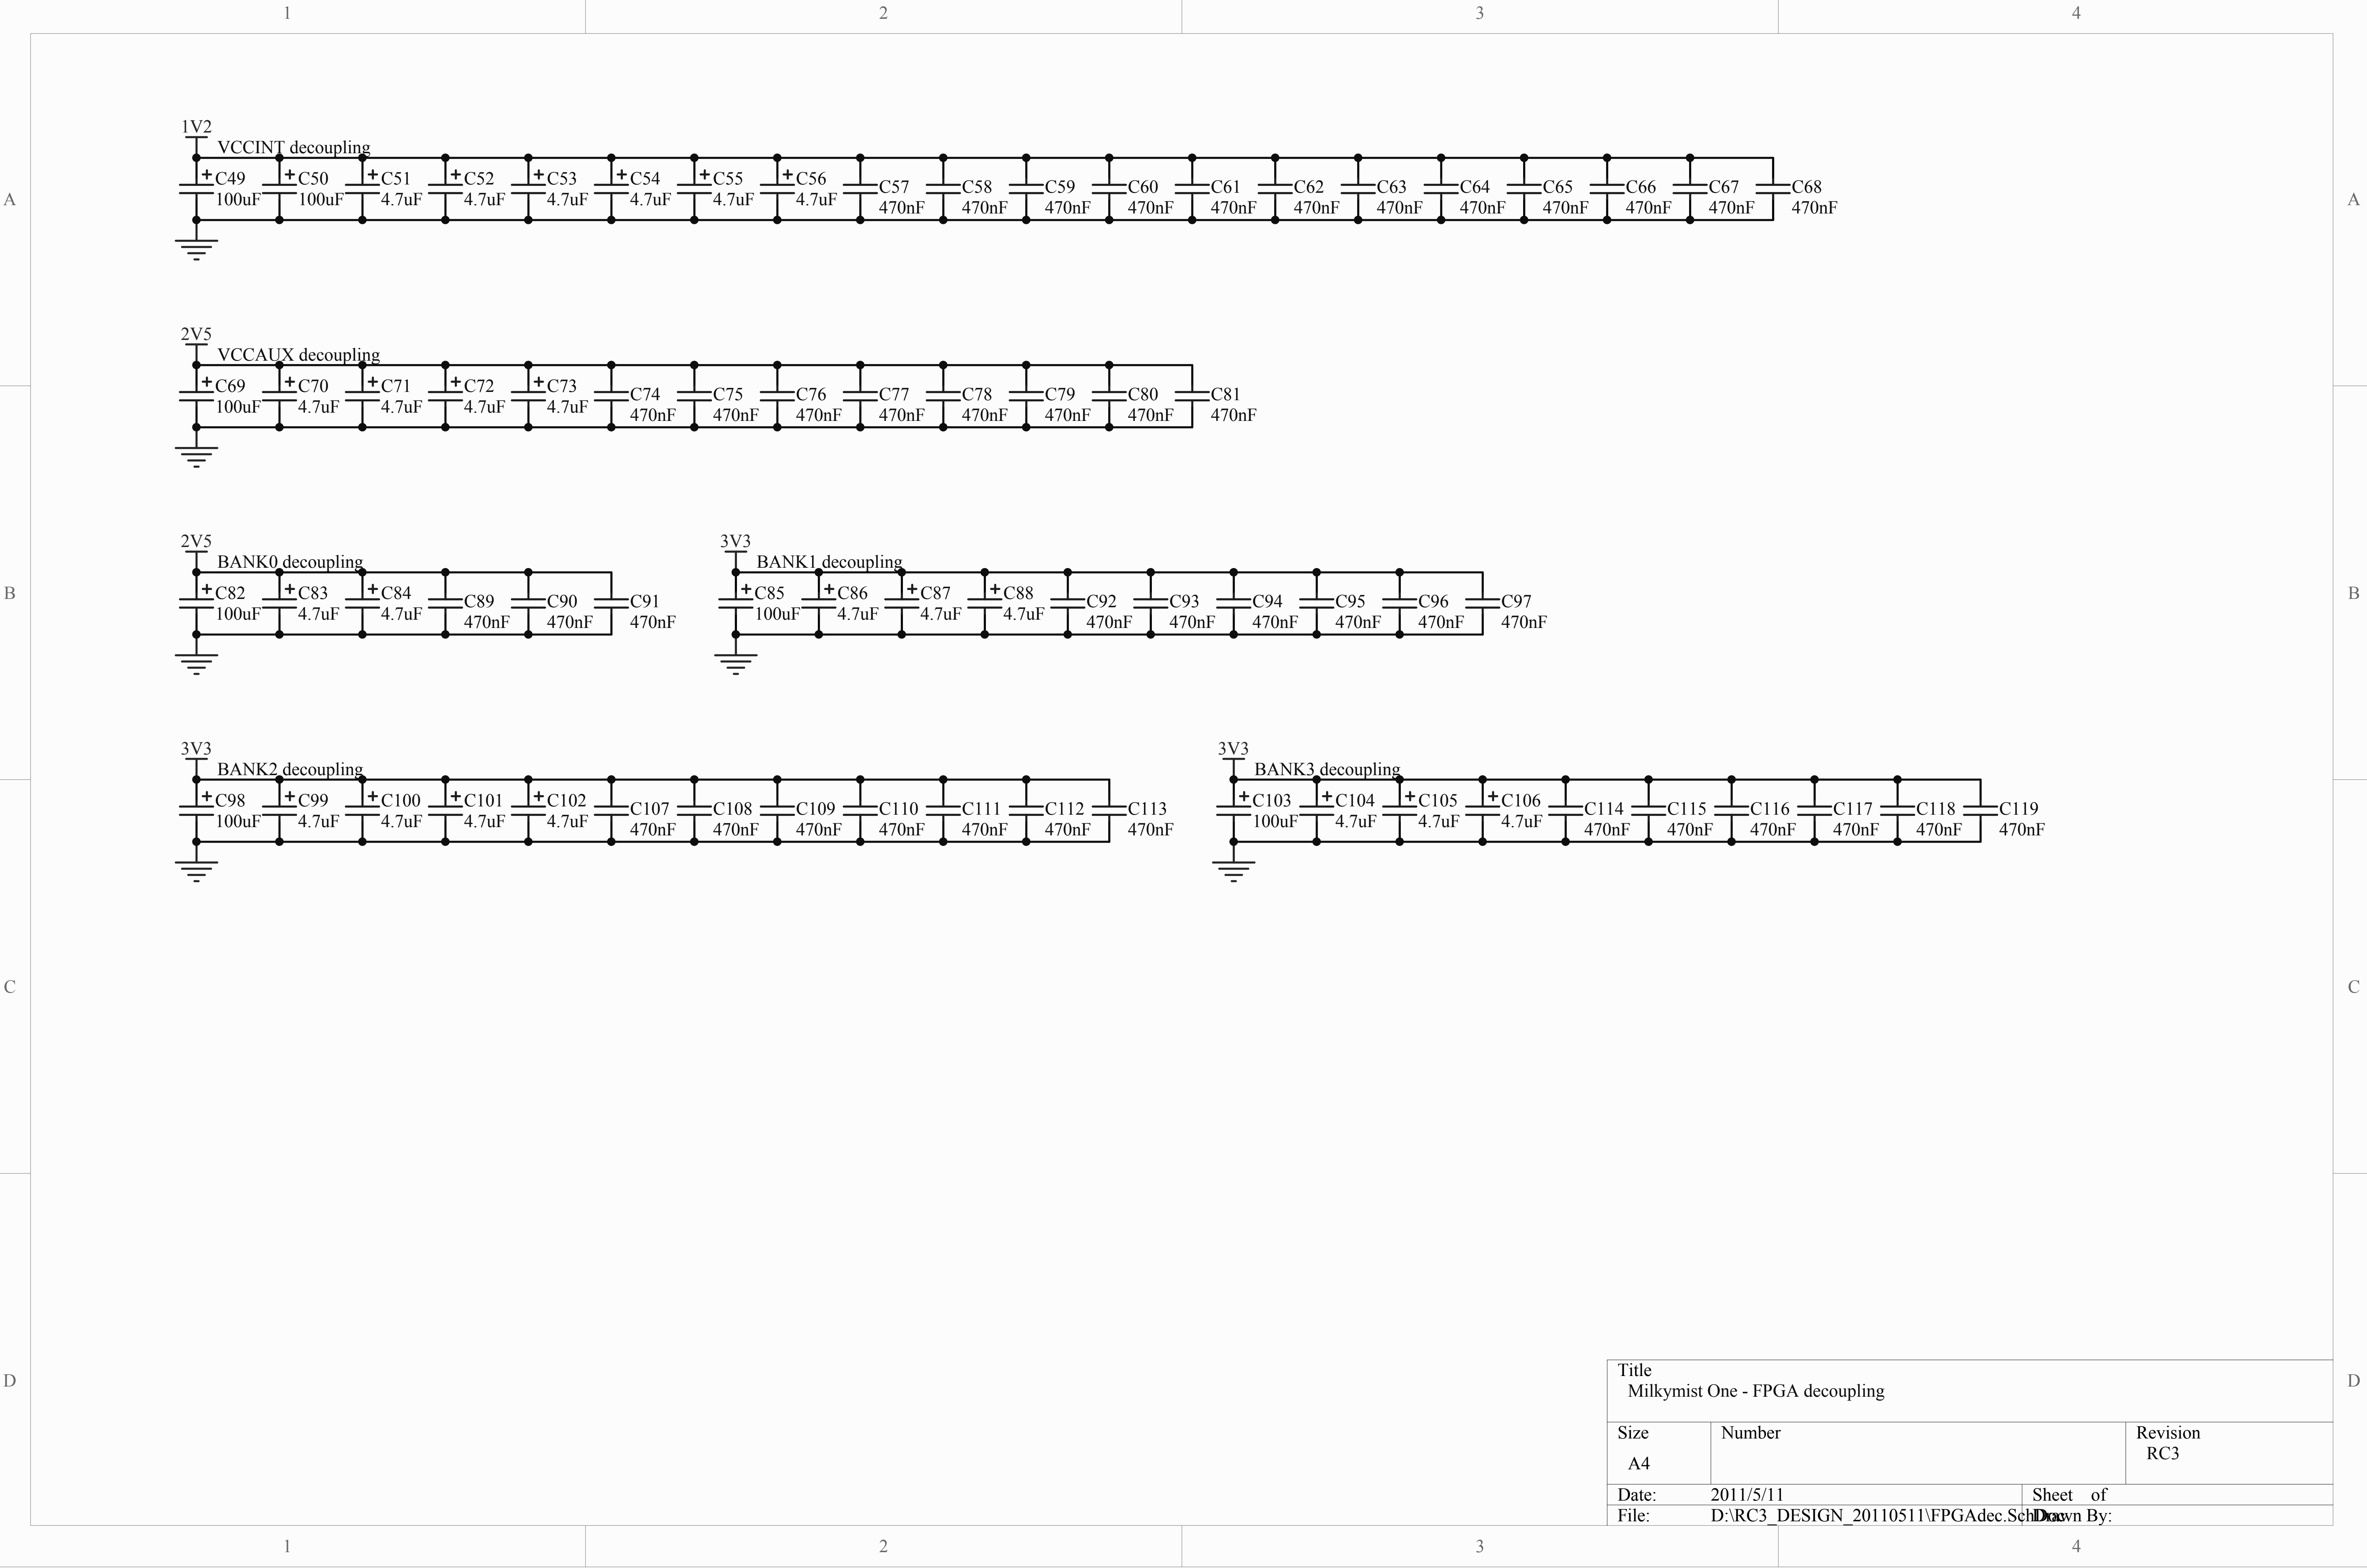 1 2 3 4
A A
1V2
VCCINT decoupling
+ C49 + C50 + C51 + C52 + C53 + C54 + C55 + C56 C57 C58 C59 C60 C61 C62 C63 C64 C65 C66 C67 C68
100uF 100uF 4.7uF 4.7uF 4.7uF 4.7uF 4.7uF 4.7uF 470nF 470nF 470nF 470nF 470nF 470nF 470nF 470nF 470nF 470nF 470nF 470nF
2V5
VCCAUX decoupling
+ C69 + C70 + C71 + C72 + C73 C74 C75 C76 C77 C78 C79 C80 C81
100uF 4.7uF 4.7uF 4.7uF 4.7uF 470nF 470nF 470nF 470nF 470nF 470nF 470nF 470nF
B B
2V5
BANK0 decoupling
+ C82 + C83 + C84 C89 C90 C91
100uF 4.7uF 4.7uF 470nF 470nF 470nF
3V3
BANK1 decoupling
+ C85 + C86 + C87 + C88 C92 C93 C94 C95 C96 C97
100uF 4.7uF 4.7uF 4.7uF 470nF 470nF 470nF 470nF 470nF 470nF
3V3
BANK2 decoupling
+ C98 + C99 + C100 + C101 + C102 C107 C108 C109 C110 C111 C112 C113
100uF 4.7uF 4.7uF 4.7uF 4.7uF 470nF 470nF 470nF 470nF 470nF 470nF 470nF
3V3
BANK3 decoupling
+ C103 + C104 + C105 + C106 C114 C115 C116 C117 C118 C119
100uF 4.7uF 4.7uF 4.7uF 470nF 470nF 470nF 470nF 470nF 470nF
C C
D D
Title
Milkymist One - FPGA decoupling
Size Number Revision
A4 RC3
Date: 2011/5/11 Sheet of
File: D:\RC3_DESIGN_20110511\FPGAdec.SchDoc Drawn By:
1 2 3 4